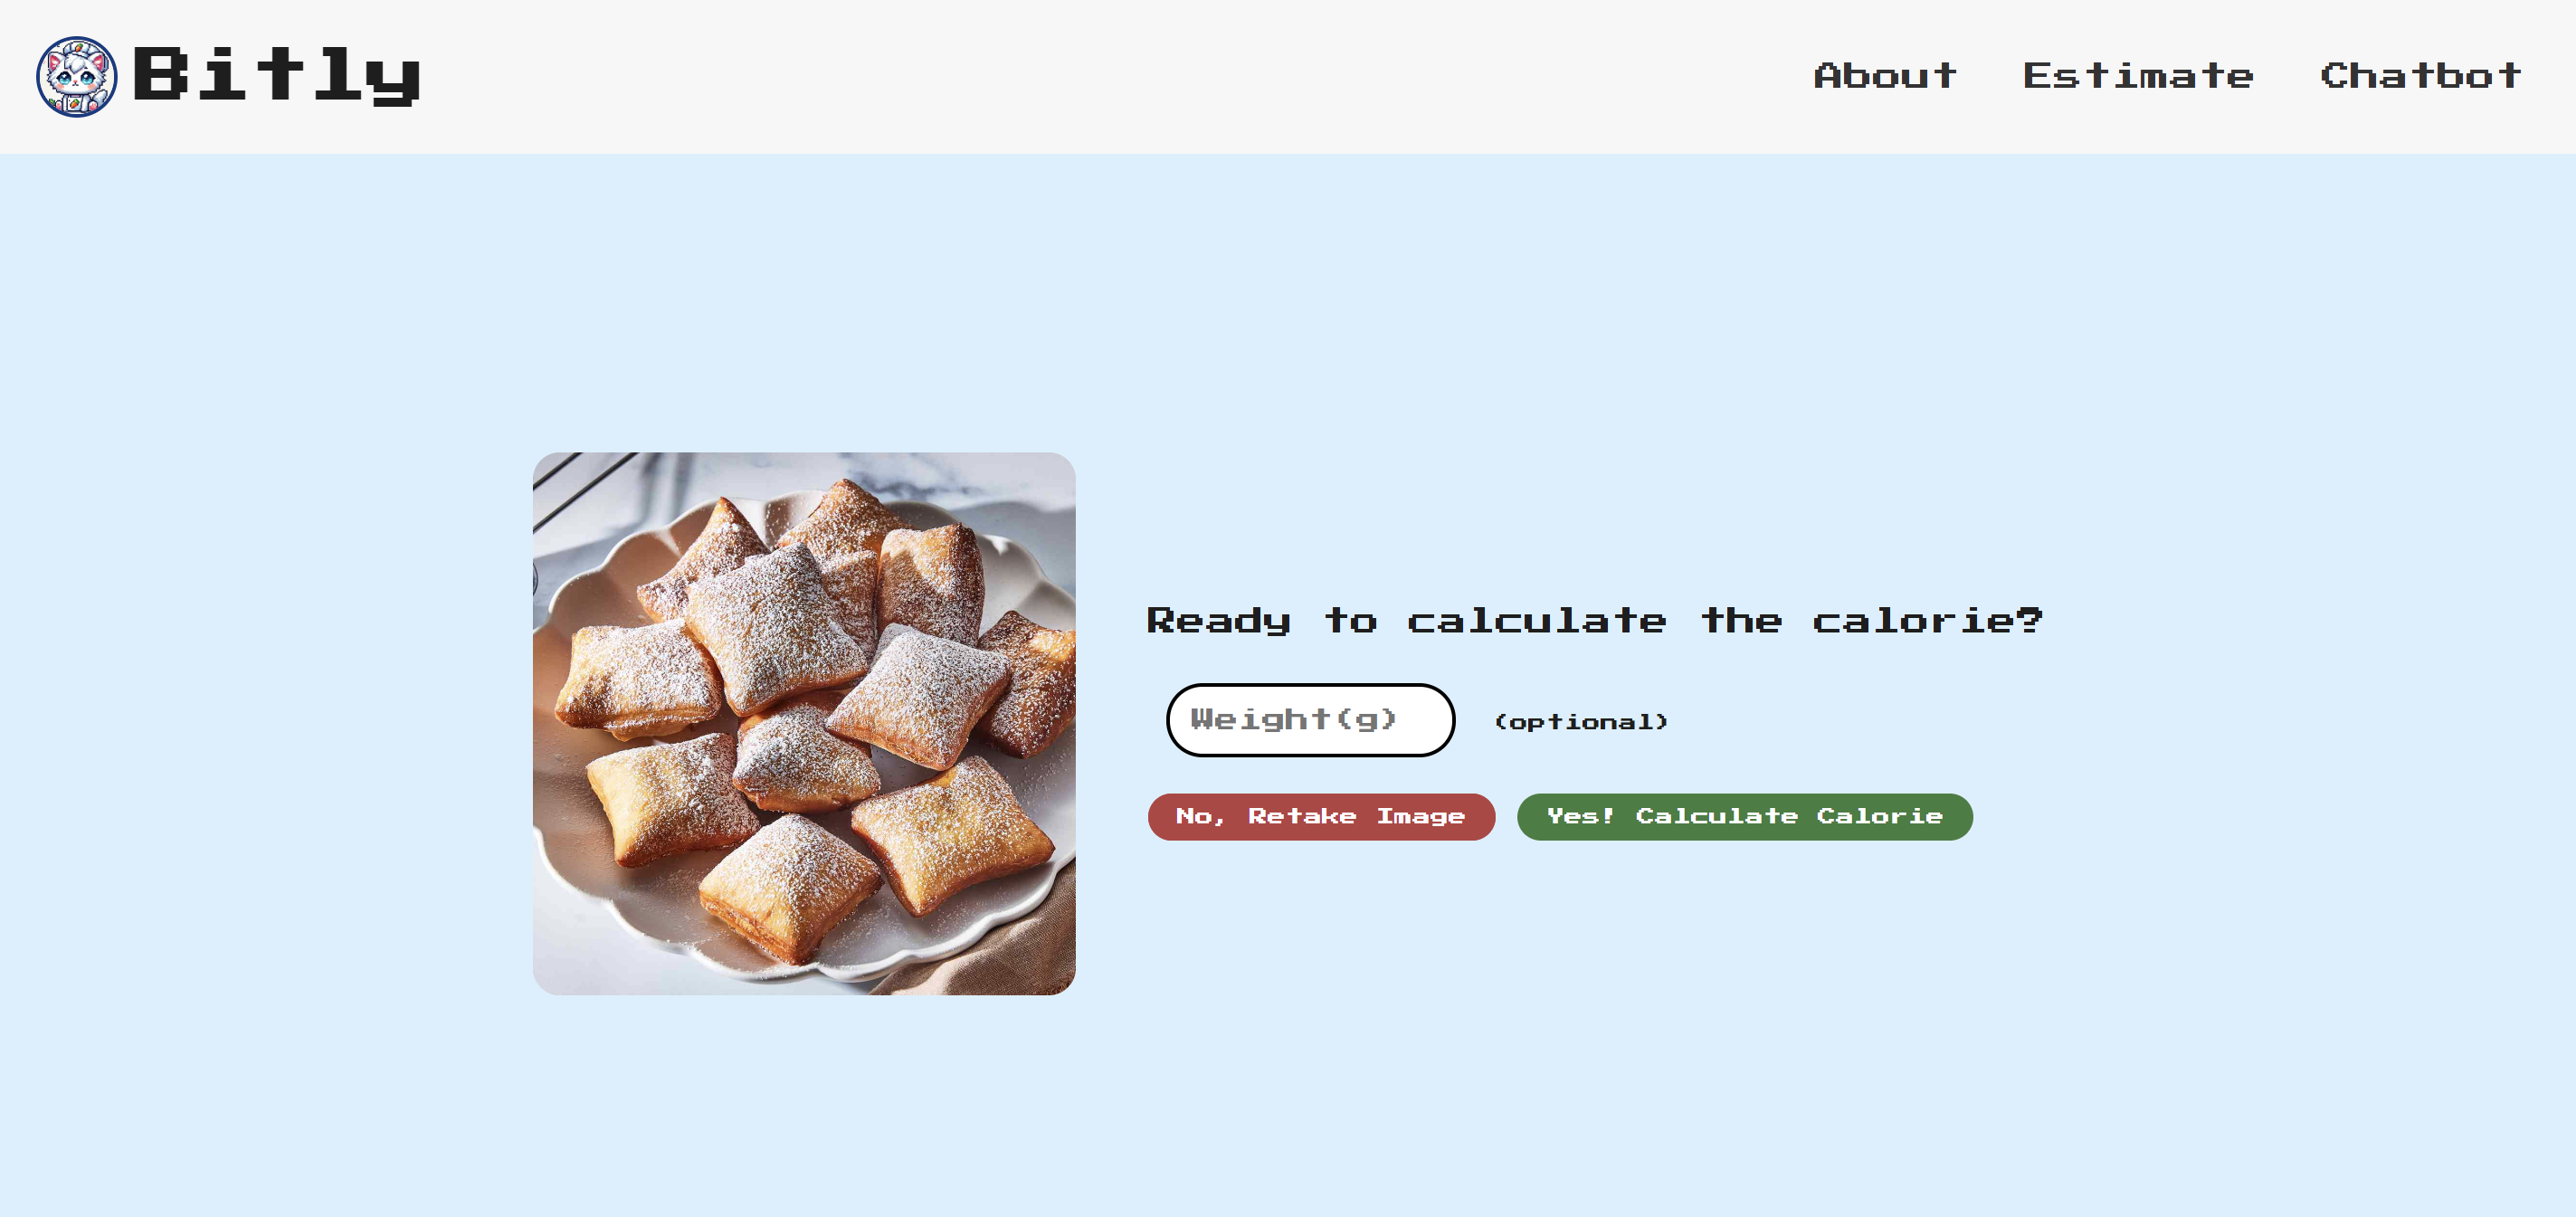 Bitly
About Estimate Chatbot
Ready to calculate the calorie?
Weight(g) (optional)
No, Retake Image Yes! Calculate Calorie